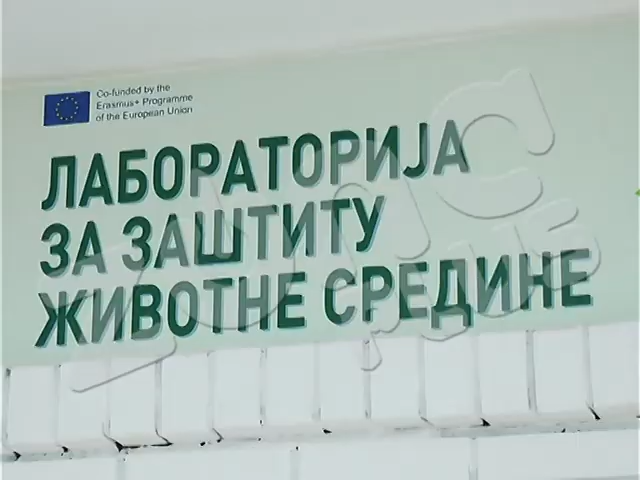 Co-funded by the
Erasmus+ Programme
of the European Union
ЛАБОРАТОРИЈА
ЗА ЗАШТИТУ
ЖИВОТНЕ СРЕДИНЕ